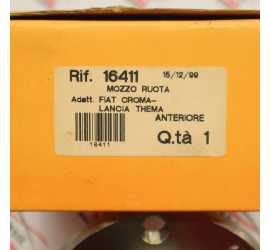 Rif. 16411 15/12/99
MOZZO RUOTA
Adatt. FIAT CROMA-
LANCIA THEMA
ANTERIORE
Q.tà 1
16411